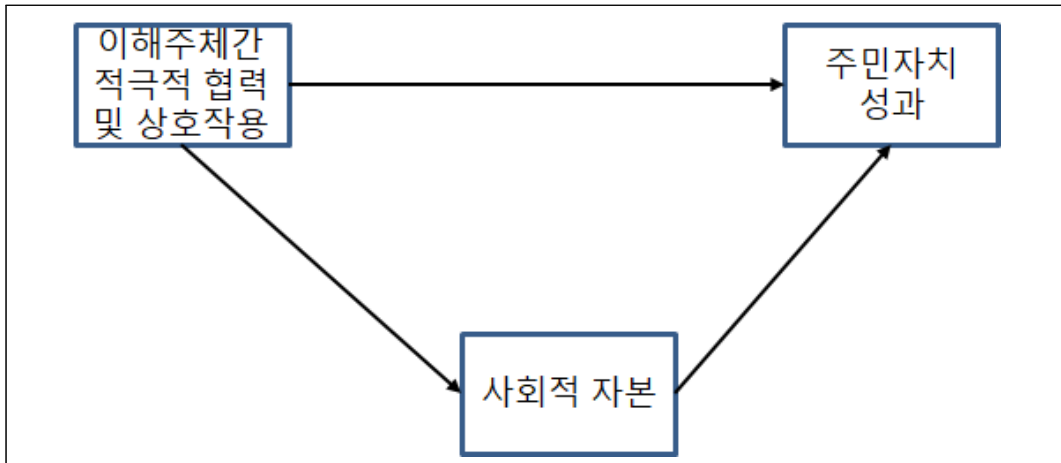 이해주체간
적극적 협력
및 상호작용
주민자치
성과
사회적 자본